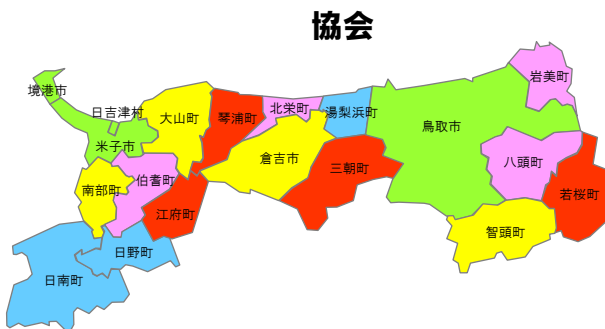 協会
岩美町
境港市
北栄町
湯梨浜町
日吉津村
大山町
琴浦町
鳥取市
米子市
倉吉市
三朝町
八頭町
伯耆町
南部町
若桜町
江府町
智頭町
日野町
日南町